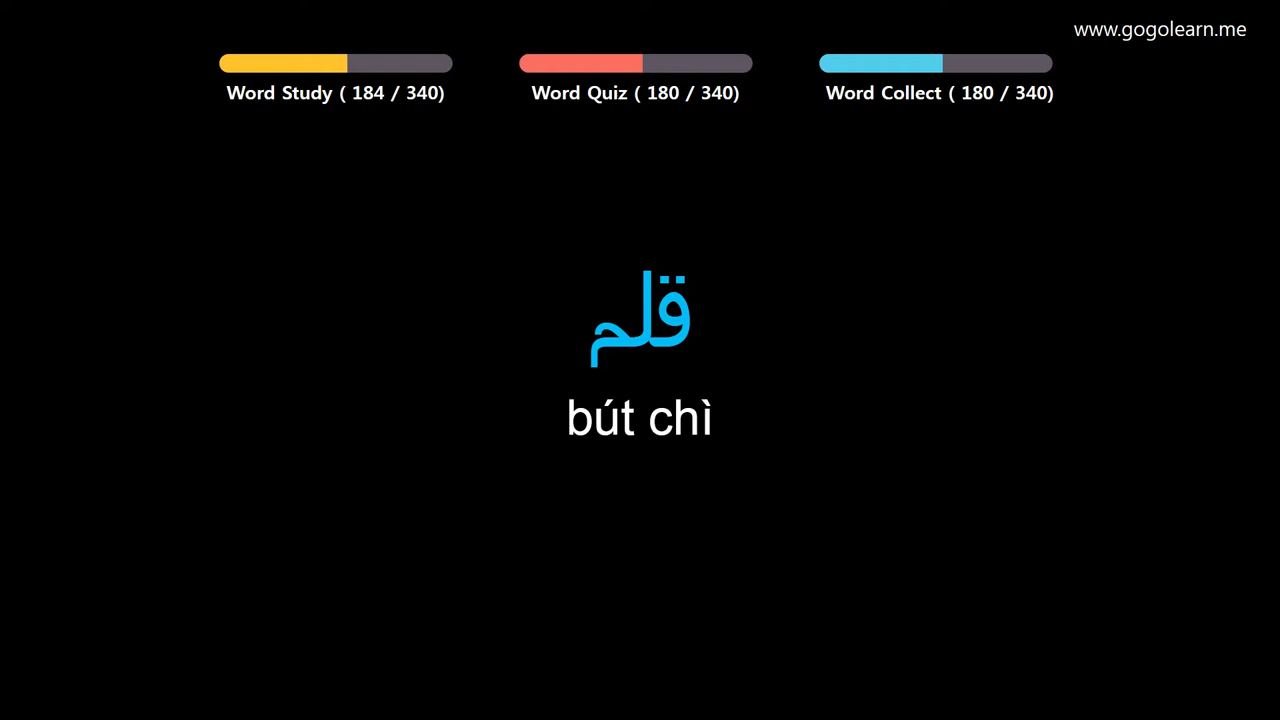 www.gogolearn.me
Word Study ( 184 / 340)
Word Quiz ( 180 / 340)
Word Collect ( 180 / 340)
قلم
bút chì